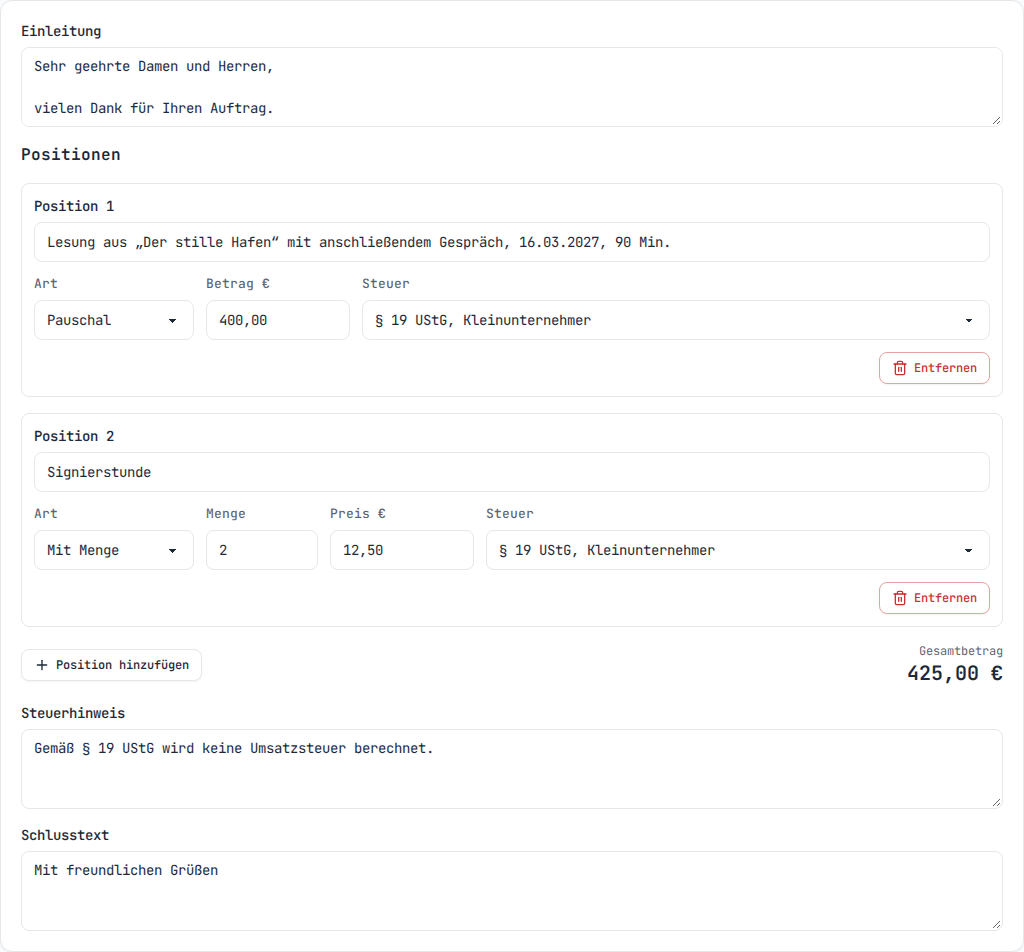 Einleitung
Sehr geehrte Damen und Herren,
vielen Dank für Ihren Auftrag.
Positionen
Position 1
Lesung aus „Der stille Hafen“ mit anschließendem Gespräch, 16.03.2027, 90 Min.
Art Betrag € Steuer
Pauschal 400,00 § 19 UStG, Kleinunternehmer
Entfernen
Position 2
Signierstunde
Art Menge Preis € Steuer
Mit Menge 2 12,50 § 19 UStG, Kleinunternehmer
Entfernen
Gesamtbetrag
+ Position hinzufügen 425,00 €
Steuerhinweis
Gemäß § 19 UStG wird keine Umsatzsteuer berechnet.
Schlusstext
Mit freundlichen Grüßen